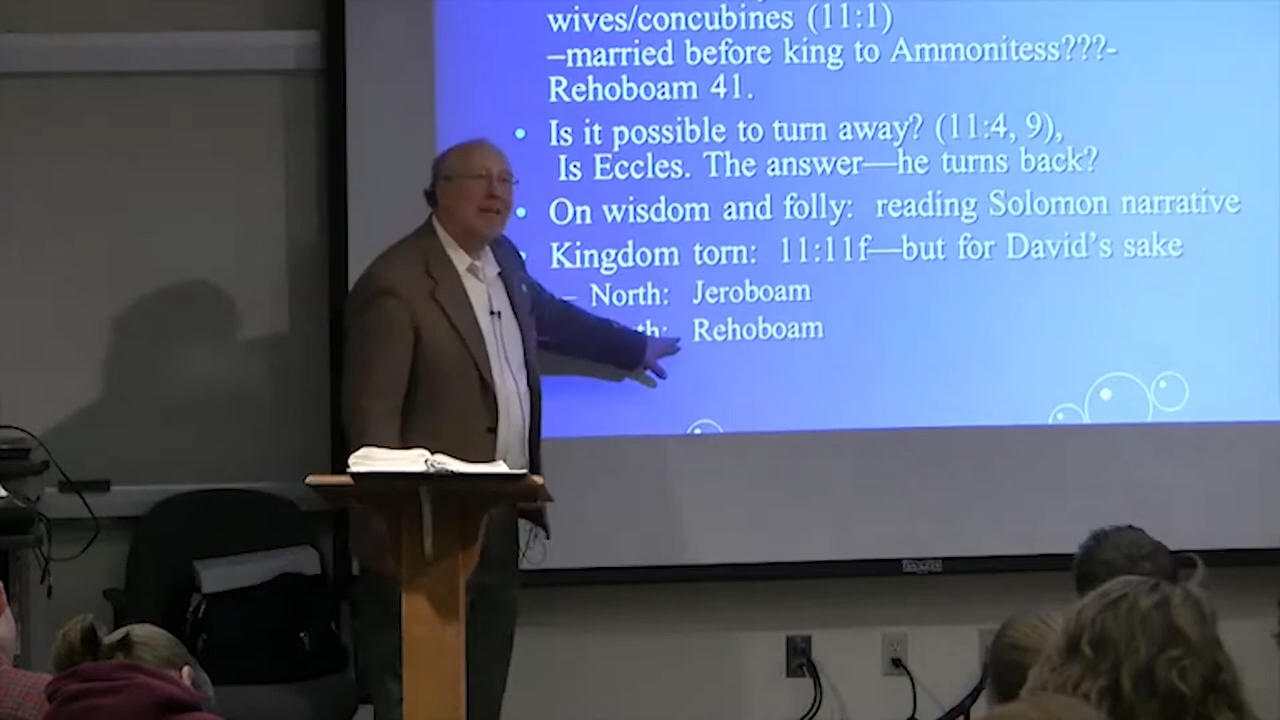 wives/concubines (11:1)
–married before king to Ammonitess???-
Rehoboam 41.
• Is it possible to turn away? (11:4, 9),
Is Eccles. The answer—he turns back?
• On wisdom and folly: reading Solomon narrative
• Kingdom torn: 11:11f—but for David's sake
– North: Jeroboam
th: Rehoboam